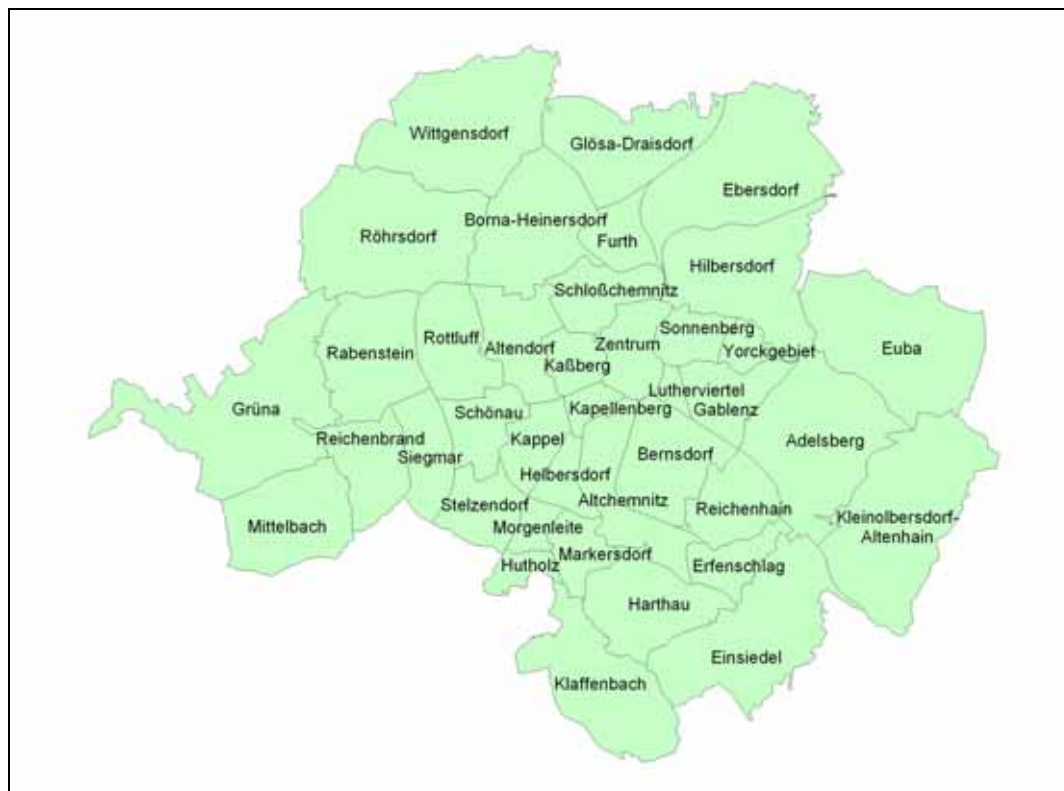 Wittgensdorf
Glösa-Draisdorf
Ebersdorf
Borna-Heinersdorf
Röhrsdorf
Furth
Hilbersdorf
Schloßchemnitz
Sonnenberg
Rottluff
Zentrum
Altendorf
Rabenstein
Yorckgebiet
Euba
Kaßberg
Lutherviertel
Grüna
Schönau
Kapellenberg
Gablenz
Reichenbrand
Kappel
Adelsberg
Siegmar
Bernsdorf
Helbersdorf
Altchemnitz
Stelzendorf
Reichenhain
Kleinolbersdorf-
Altenhain
Mittelbach
Morgenleite
Markersdorf
Hutholz
Erfenschlag
Harthau
Einsiedel
Klaffenbach